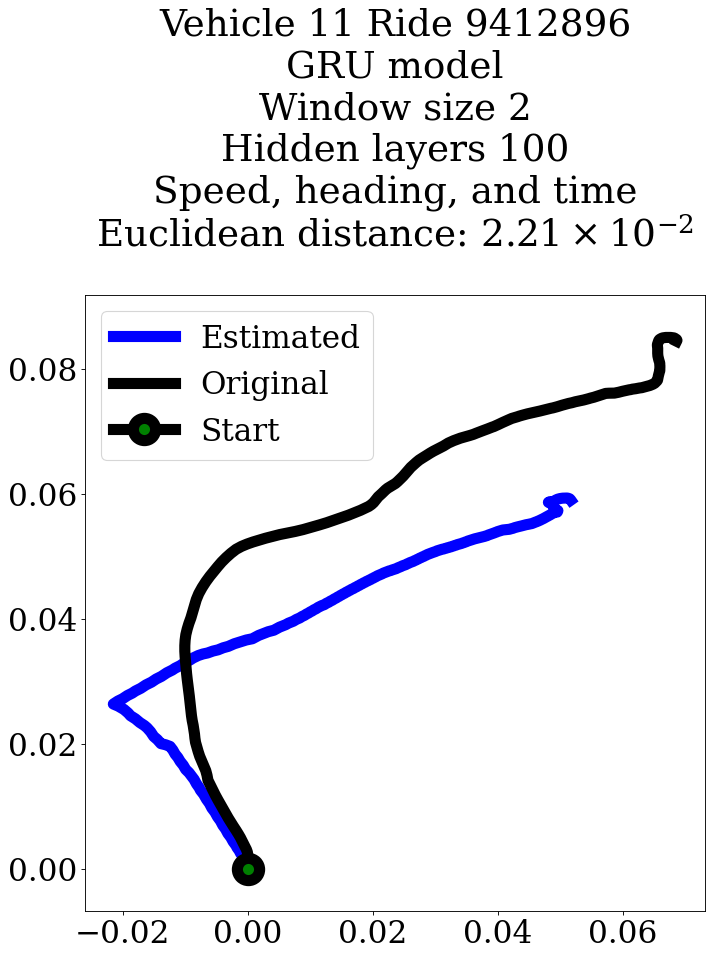 Vehicle 11 Ride 9412896
GRU model
Window size 2
Hidden layers 100
Speed, heading, and time
Euclidean distance: 2.21 × 10⁻²
Estimated
Original
Start
0.08
0.06
0.04
0.02
0.00
−0.02 0.00 0.02 0.04 0.06